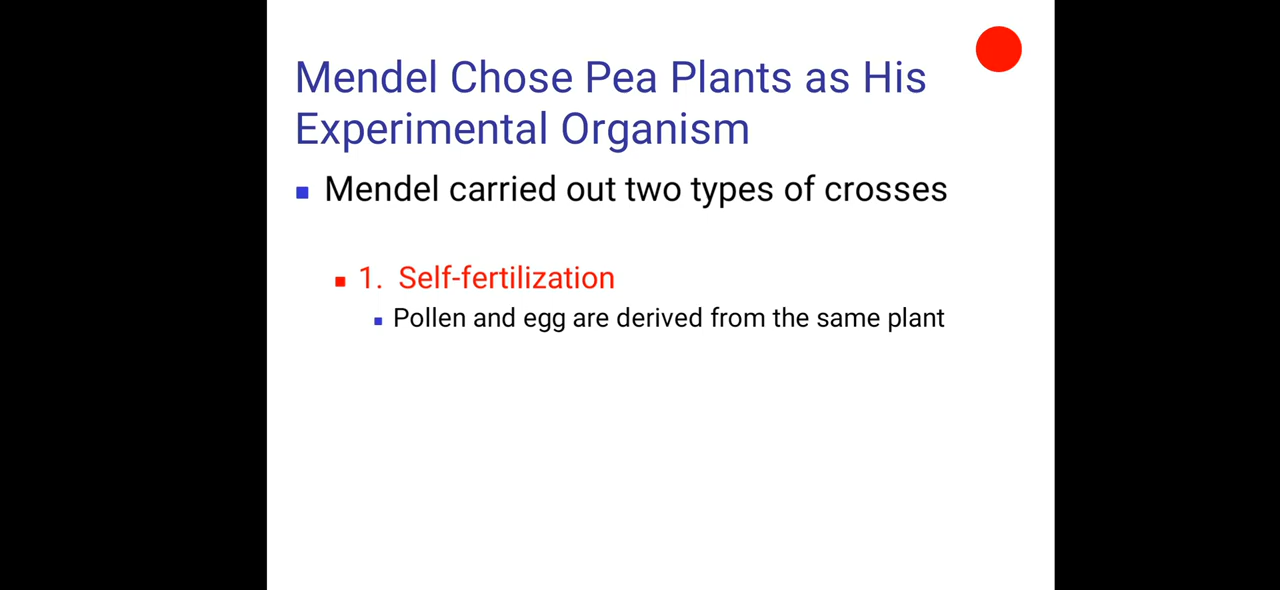 Mendel Chose Pea Plants as His
Experimental Organism
Mendel carried out two types of crosses
1. Self-fertilization
Pollen and egg are derived from the same plant